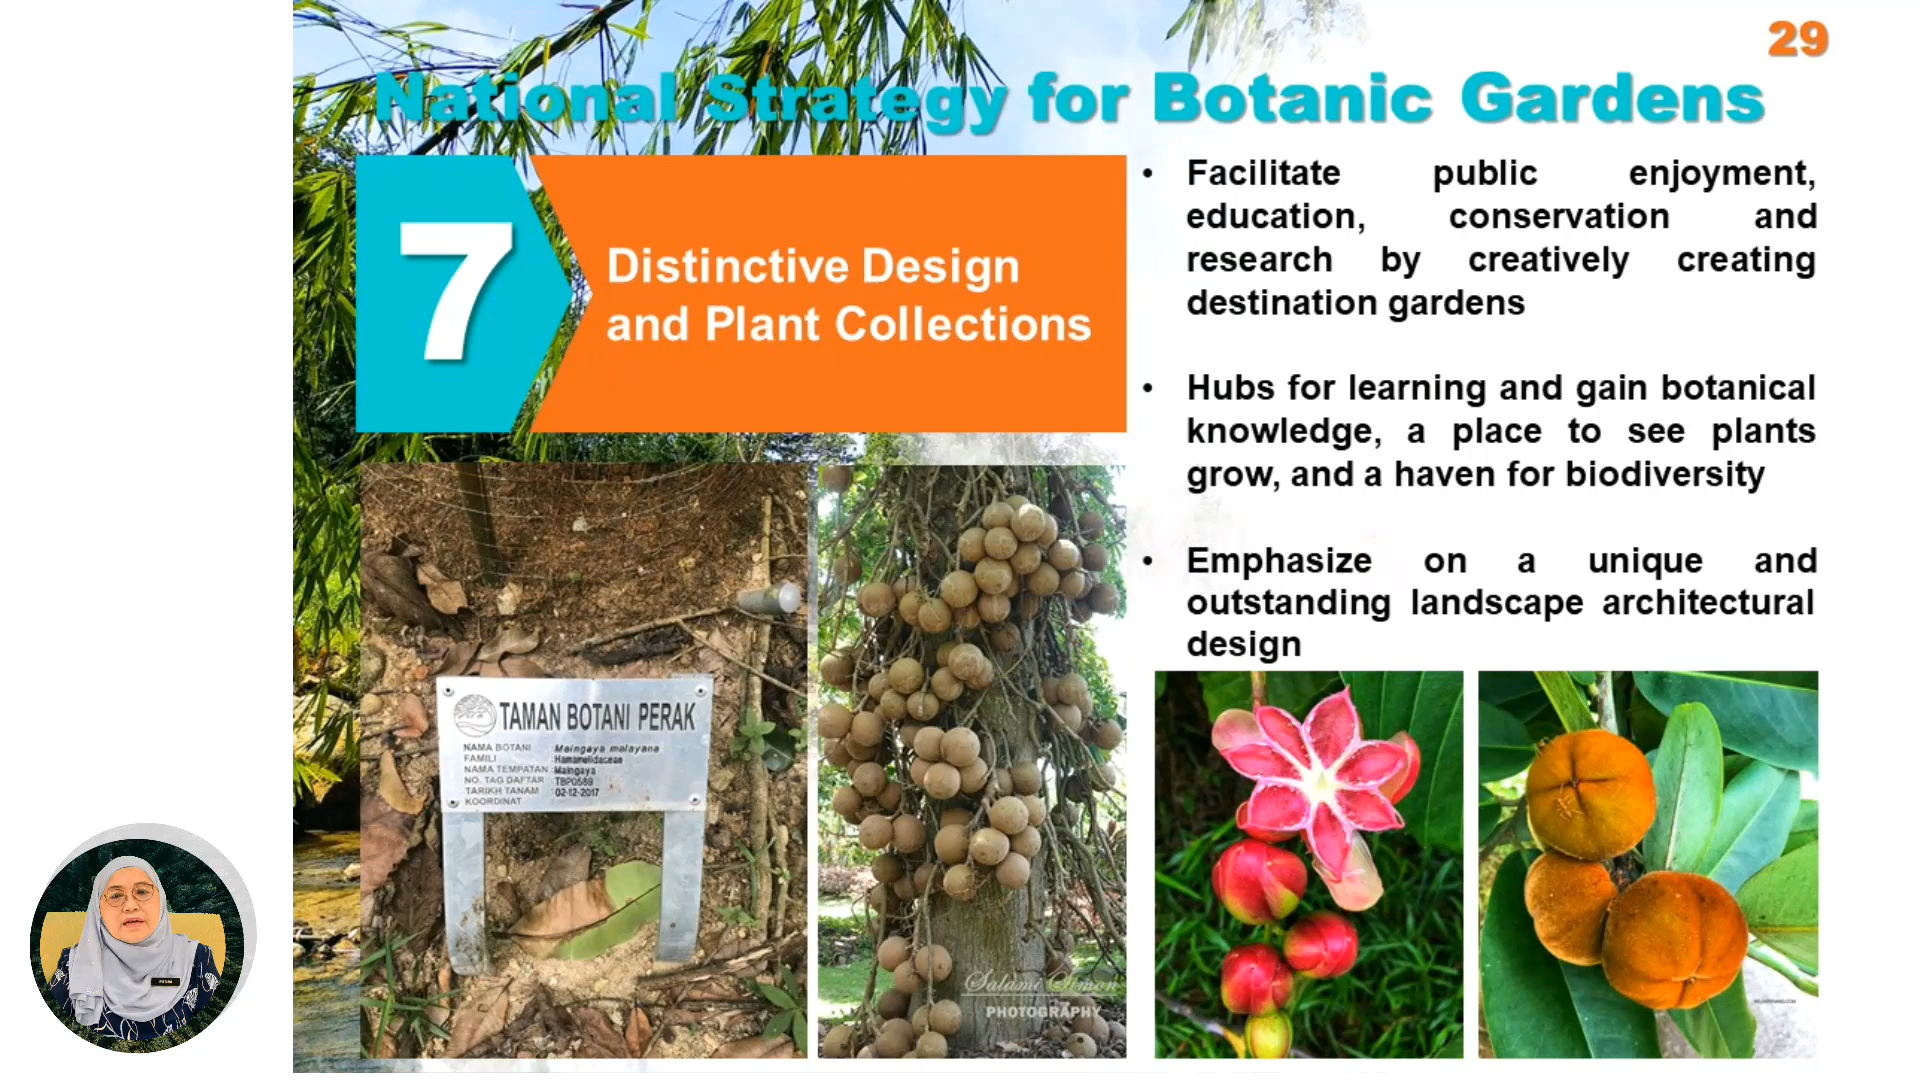 29
National Strategy for Botanic Gardens
7
Distinctive Design
and Plant Collections
• Facilitate public enjoyment,
education, conservation and
research by creatively creating
destination gardens
• Hubs for learning and gain botanical
knowledge, a place to see plants
grow, and a haven for biodiversity
• Emphasize on a unique and
outstanding landscape architectural
design
TAMAN BOTANI PERAK
NAMA BOTANI : Maingaya malayana
FAMILI : Hamamelidaceae
NAMA TEMPATAN : Maingaya
NO. TAG DAFTAR : TBP0569
TARIKH TANAM : 02-12-2017
KOORDINAT
Salami Simon
PHOTOGRAPHY